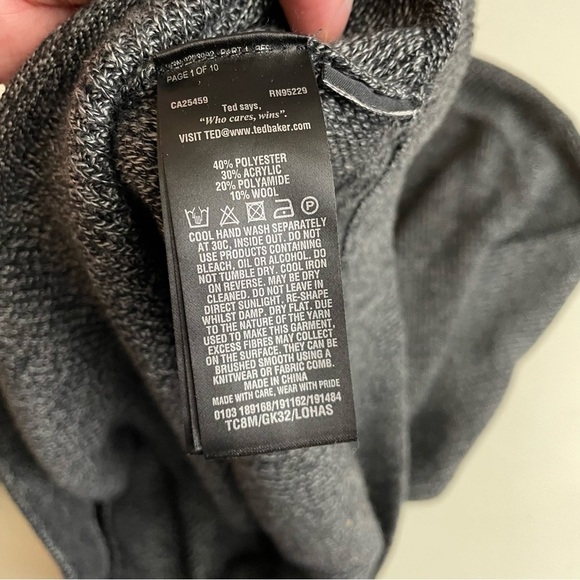 PART 1 REF
PAGE 1 OF 10
CA25459 RN95229
Ted says,
"Who cares, wins".
VISIT TED@www.tedbaker.com
40% POLYESTER
30% ACRYLIC
20% POLYAMIDE
10% WOOL
P
COOL HAND WASH SEPARATELY
AT 30C, INSIDE OUT. DO NOT
USE PRODUCTS CONTAINING
BLEACH, OIL OR ALCOHOL. DO
NOT TUMBLE DRY. COOL IRON
ON REVERSE. MAY BE DRY
CLEANED. DO NOT LEAVE IN
DIRECT SUNLIGHT, RE-SHAPE
WHILST DAMP, DRY FLAT. DUE
TO THE NATURE OF THE YARN
USED TO MAKE THIS GARMENT,
EXCESS FIBRES MAY COLLECT
ON THE SURFACE. THEY CAN BE
BRUSHED SMOOTH USING A
KNITWEAR OR FABRIC COMB.
MADE IN CHINA
MADE WITH CARE, WEAR WITH PRIDE
0103 189168/191162/191484
TC8M/GK32/LOHAS